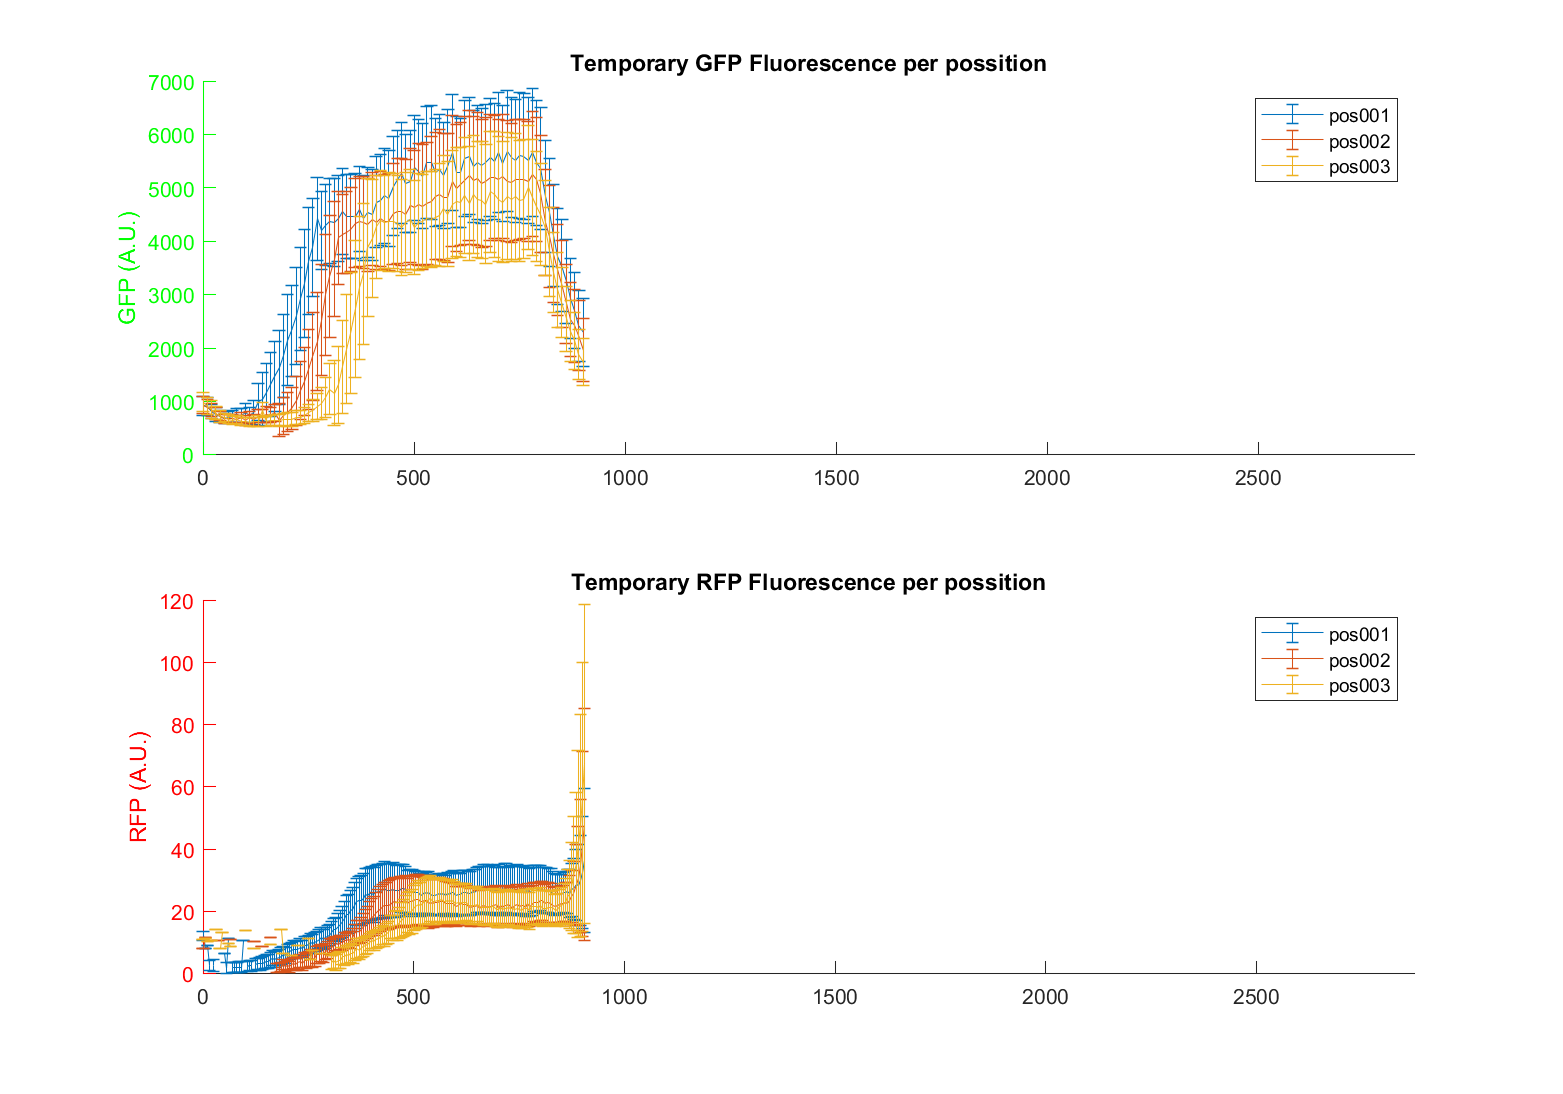 Temporary GFP Fluorescence per possition
7000
6000
5000
4000
3000
2000
1000
0
GFP (A.U.)
0 500 1000 1500 2000 2500
pos001
pos002
pos003
Temporary RFP Fluorescence per possition
120
100
80
60
40
20
0
RFP (A.U.)
0 500 1000 1500 2000 2500
pos001
pos002
pos003